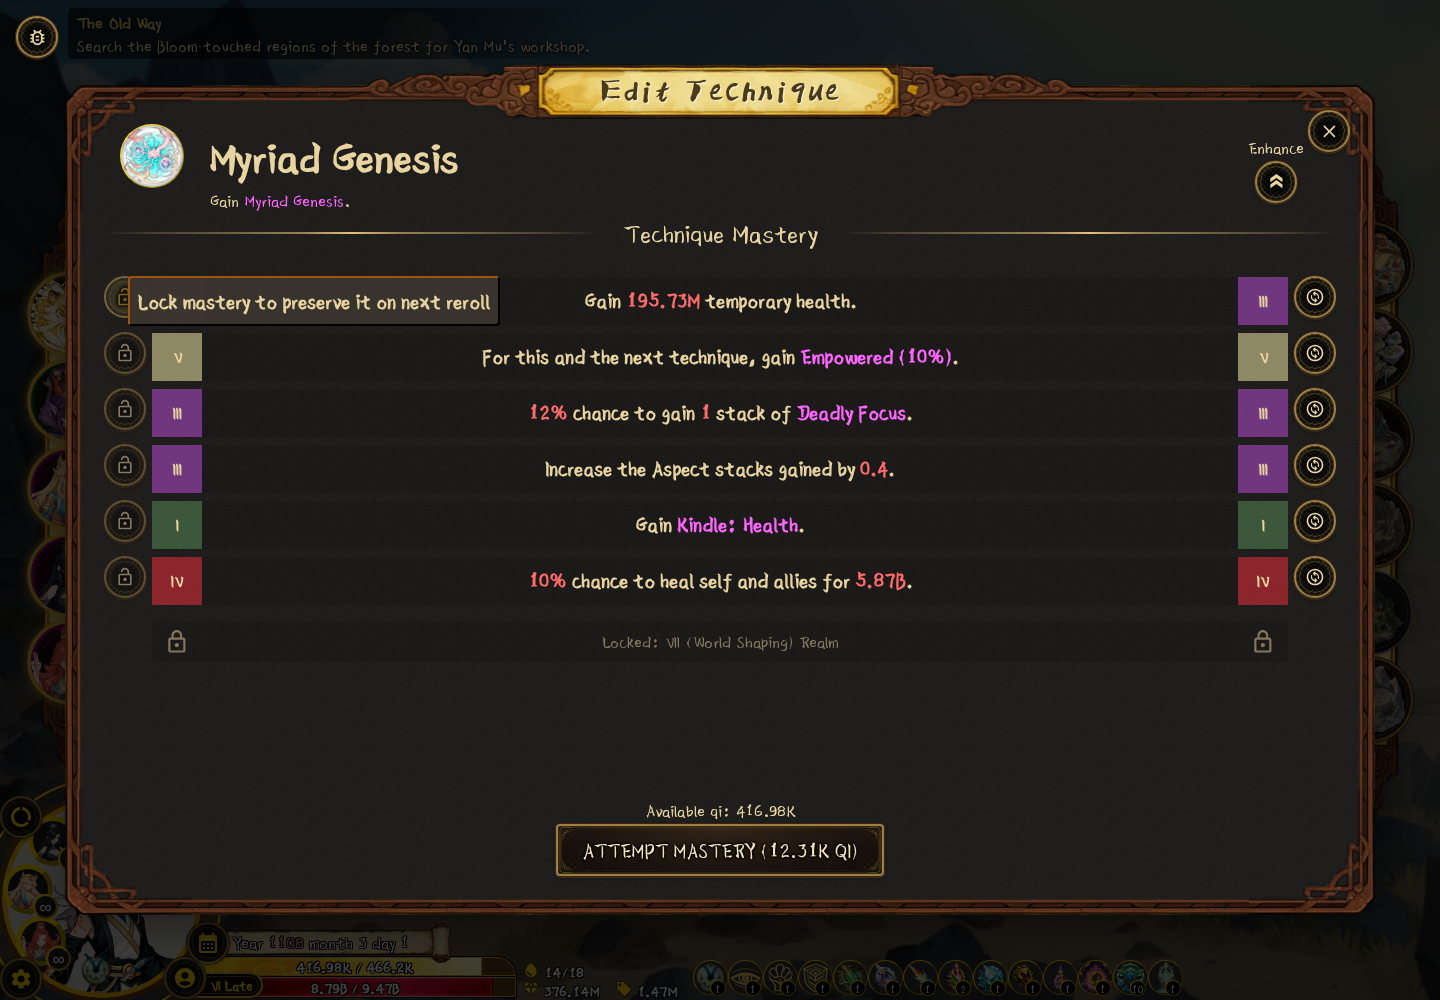 The Old Way
Search the Bloom-touched regions of the forest for Yan Mu's workshop.
Edit Technique
Myriad Genesis
Enhance
Gain Myriad Genesis.
Technique Mastery
Lock mastery to preserve it on next reroll
Gain 195.73M temporary health.
III
V
For this and the next technique, gain Empowered (10%).
V
III
12% chance to gain 1 stack of Deadly Focus.
III
III
Increase the Aspect stacks gained by 0.4.
III
I
Gain Kindle: Health.
I
IV
10% chance to heal self and allies for 5.87B.
IV
Locked: VII (World Shaping) Realm
Available qi: 416.98K
ATTEMPT MASTERY (12.31K QI)
Year 1108 month 3 day 1
416.98K / 466.2K
VI Late
8.79B / 9.47B
14/18
376.14M
1.47M